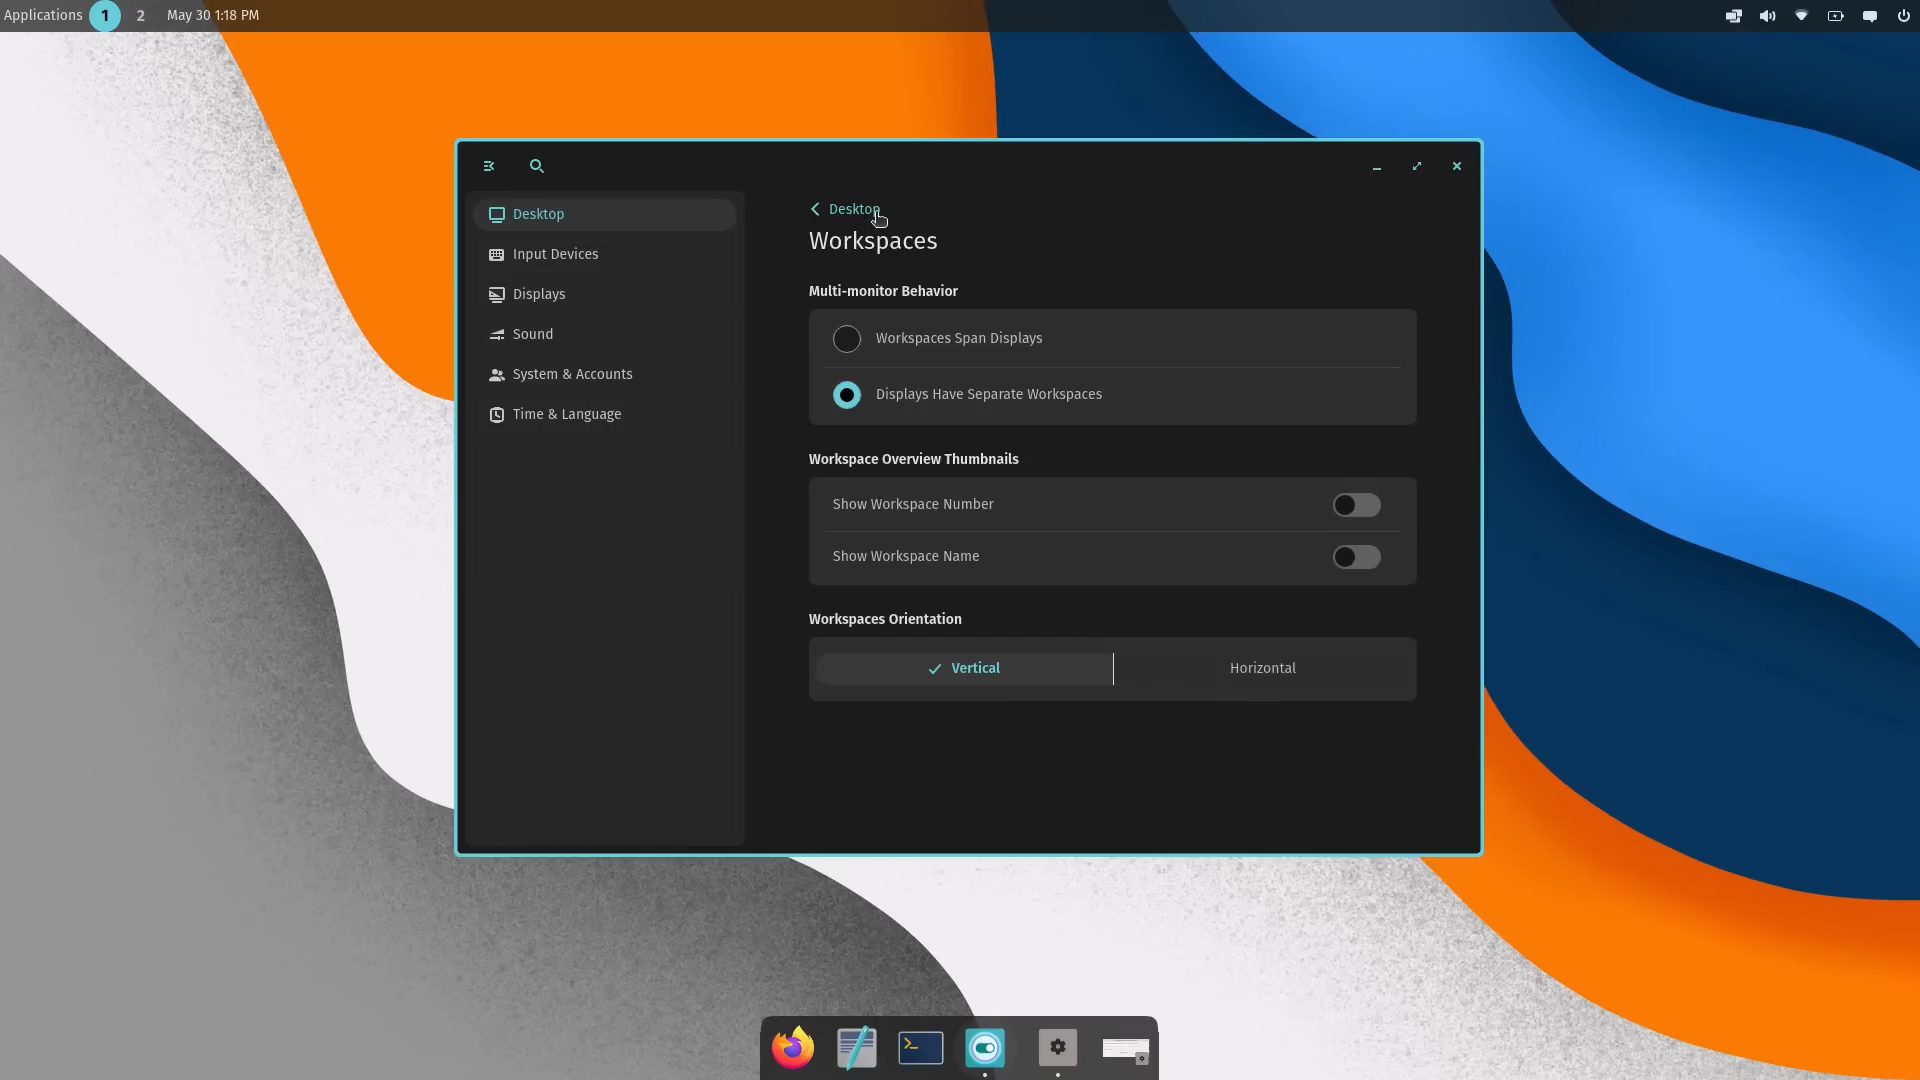 Applications 1 2 May 30 1:18 PM
Desktop
Input Devices
Displays
Sound
System & Accounts
Time & Language
Desktop
Workspaces
Multi-monitor Behavior
Workspaces Span Displays
Displays Have Separate Workspaces
Workspace Overview Thumbnails
Show Workspace Number
Show Workspace Name
Workspaces Orientation
Vertical Horizontal